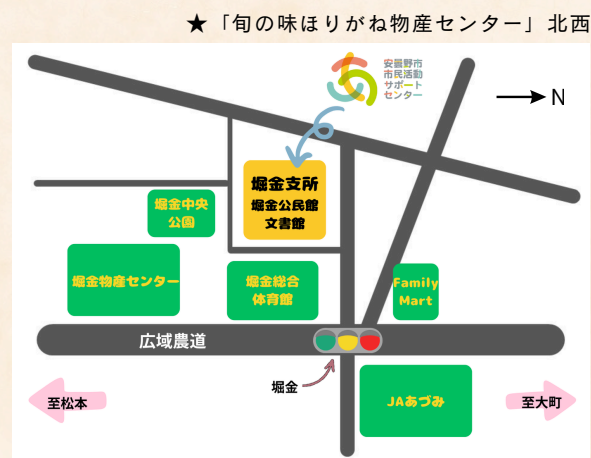 ★「旬の味ほりがね物産センター」北西
安曇野市
市民活動
サポート
センター
N
堀金支所
堀金公民館
文書館
堀金中央
公園
堀金物産センター
堀金総合
体育館
Family
Mart
広域農道
堀金
至松本
JAあづみ
至大町